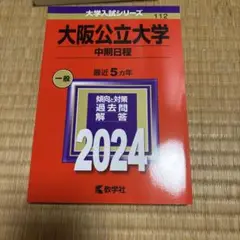 大学入試シリーズ
112
大阪公立大学
中期日程
最近5カ年
一般
傾向と対策
過去問
解答
2024
教学社